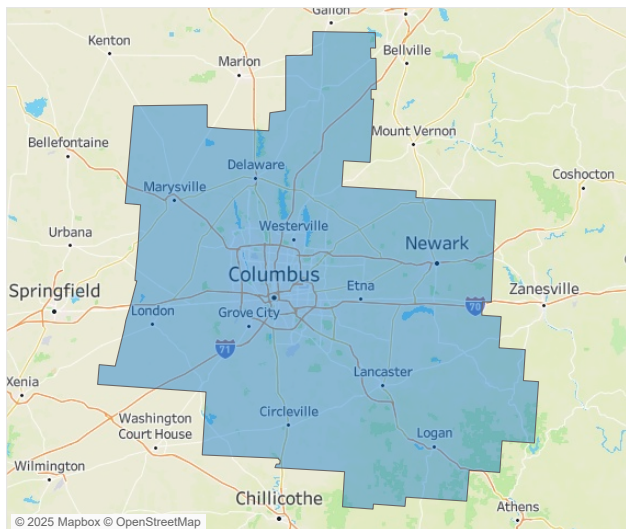 Galion
Kenton
Bellville
Marion
Mount Vernon
Bellefontaine
Delaware
Coshocton
Marysville
Urbana
Westerville
Newark
Columbus
Springfield
Etna
Zanesville
London
Grove City
70
71
Xenia
Lancaster
Washington
Court House
Circleville
Logan
Wilmington
Chillicothe
Athens
© 2025 Mapbox © OpenStreetMap